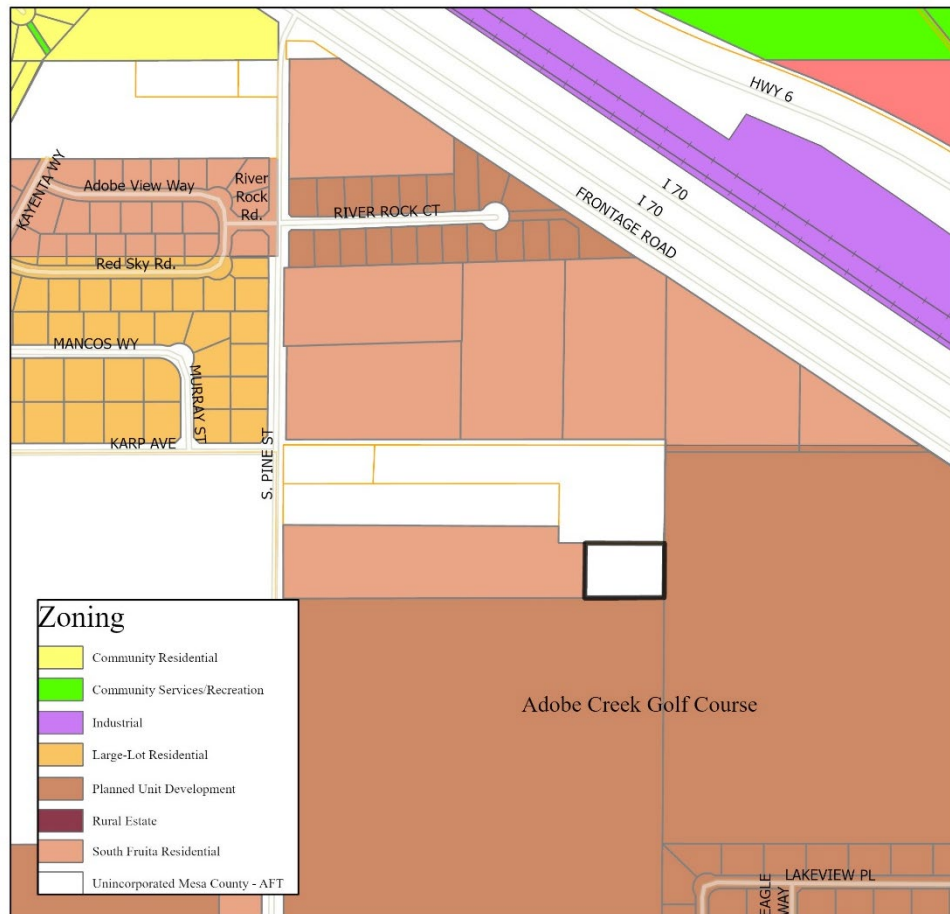 HWY 6
I 70
I 70
FRONTAGE ROAD
KAYENTA WY
Adobe View Way
River
Rock
Rd.
RIVER ROCK CT
Red Sky Rd.
MANCOS WY
MURRAY ST
KARP AVE
S. PINE ST
Adobe Creek Golf Course
Zoning
Community Residential
Community Services/Recreation
Industrial
Large-Lot Residential
Planned Unit Development
Rural Estate
South Fruita Residential
Unincorporated Mesa County - AFT
LAKEVIEW PL
EAGLE
WAY